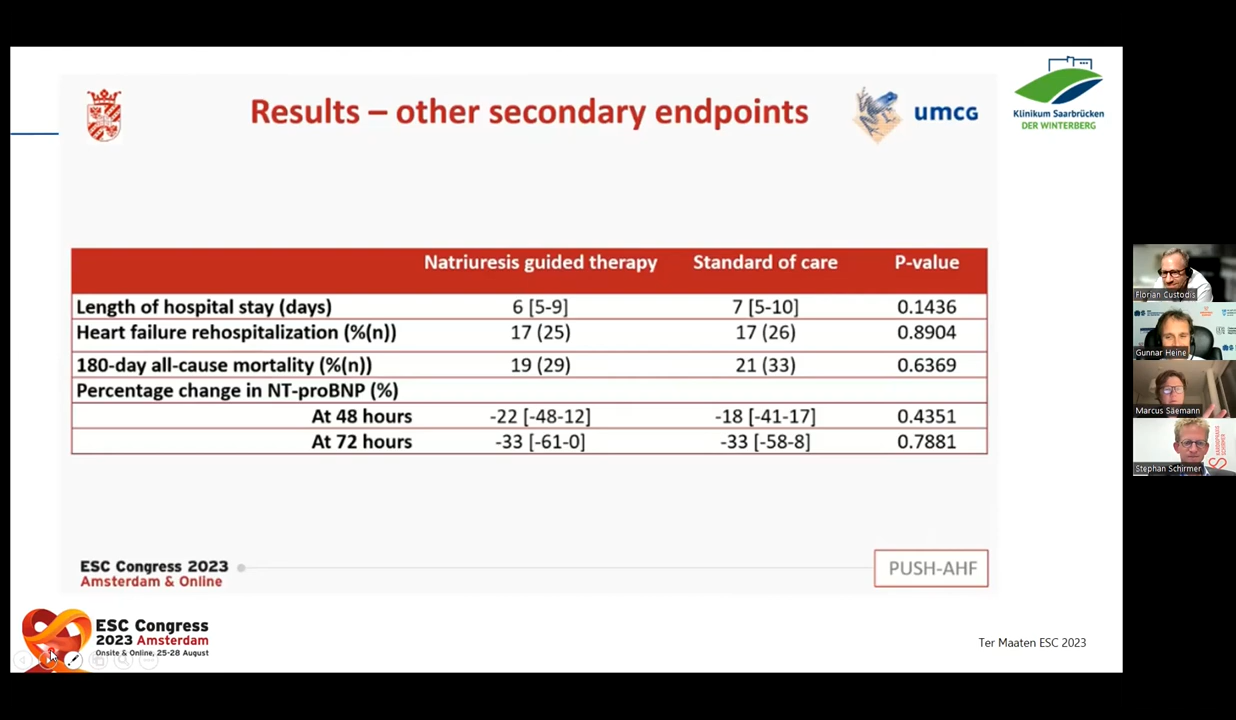 Results – other secondary endpoints
umcg
Klinikum Saarbrücken
DER WINTERBERG
Natriuresis guided therapy Standard of care P-value
Length of hospital stay (days) 6 [5-9] 7 [5-10] 0.1436
Heart failure rehospitalization (%(n)) 17 (25) 17 (26) 0.8904
180-day all-cause mortality (%(n)) 19 (29) 21 (33) 0.6369
Percentage change in NT-proBNP (%)
At 48 hours -22 [-48-12] -18 [-41-17] 0.4351
At 72 hours -33 [-61-0] -33 [-58-8] 0.7881
ESC Congress 2023
Amsterdam & Online
PUSH-AHF
ESC Congress
2023 Amsterdam
Onsite & Online, 25-28 August
Ter Maaten ESC 2023
Florian Custodis
Gunnar Heine
Marcus Säemann
Stephan Schirmer